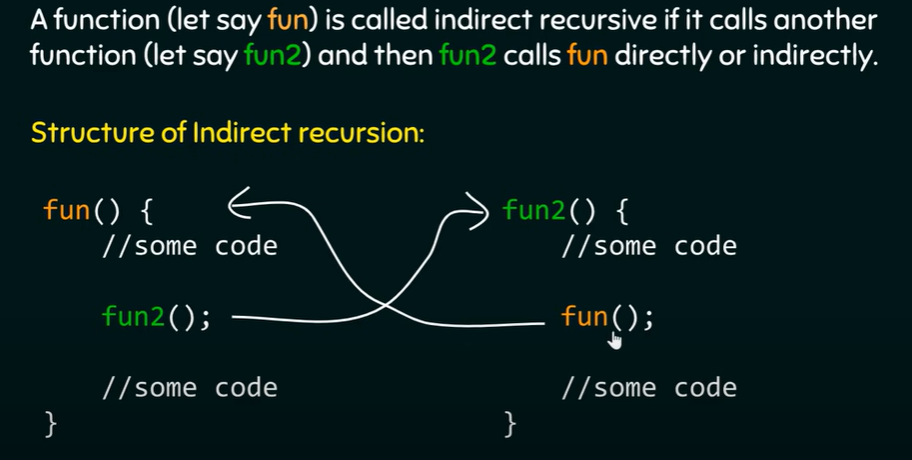 A function (let say fun) is called indirect recursive if it calls another
function (let say fun2) and then fun2 calls fun directly or indirectly.
Structure of Indirect recursion:
fun() {
//some code
fun2();
//some code
}
fun2() {
//some code
fun();
//some code
}